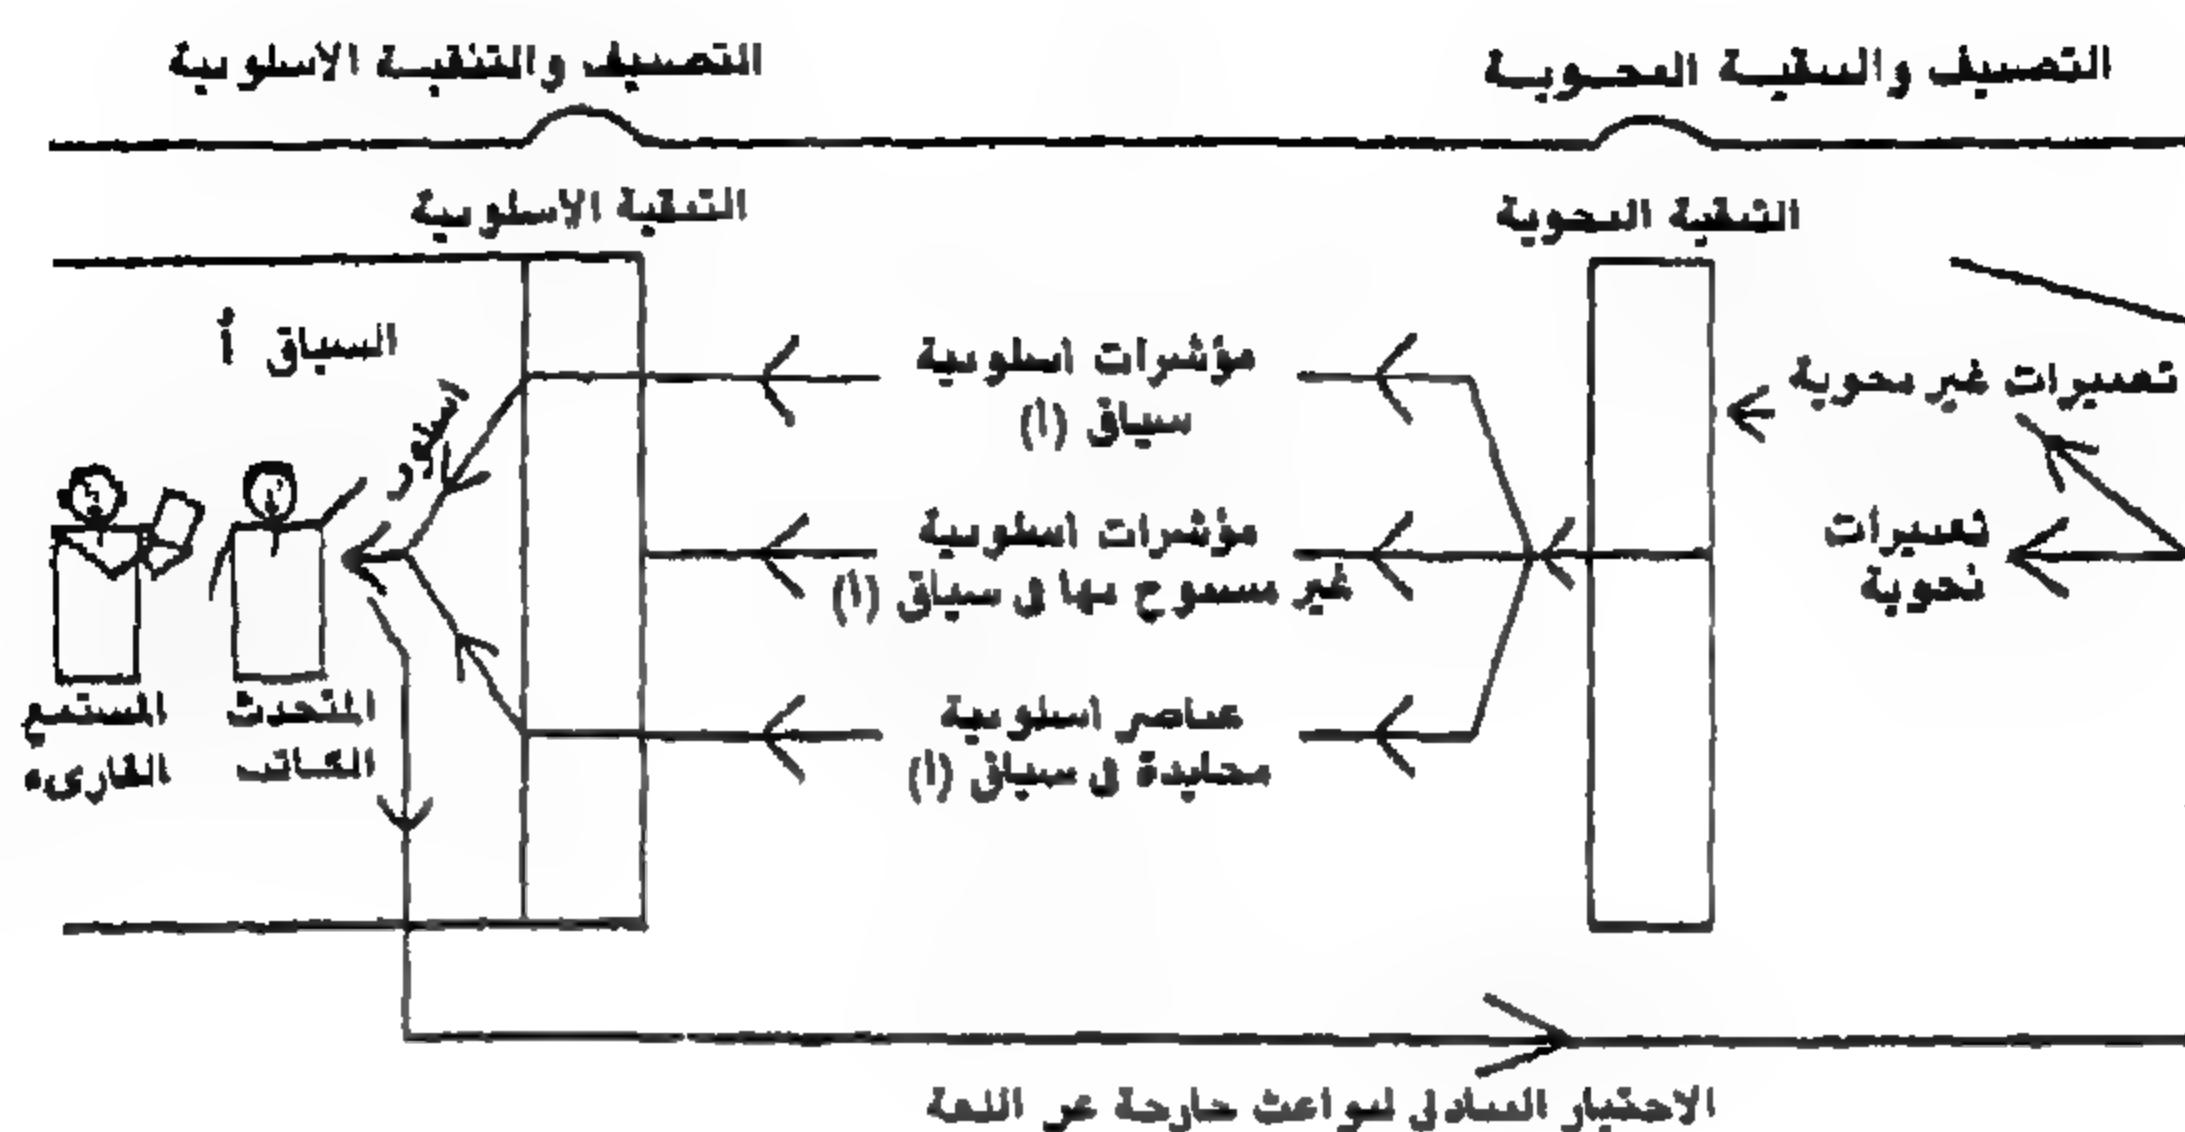 التصنيف والتنقية النحوية
التصنيف والتنقية الاسلوبية
التنقية النحوية
التنقية الاسلوبية
تعبيرات غير نحوية
تعبيرات
نحوية
مؤشرات اسلوبية
سياق (أ)
مؤشرات اسلوبية
غير مسموح بها في سياق (أ)
عناصر اسلوبية
محايدة في سياق (أ)
السياق أ
المتحدث
الكاتب
المستمع
القارىء
الاختيار التبادلى لبواعث خارجة عن اللغة